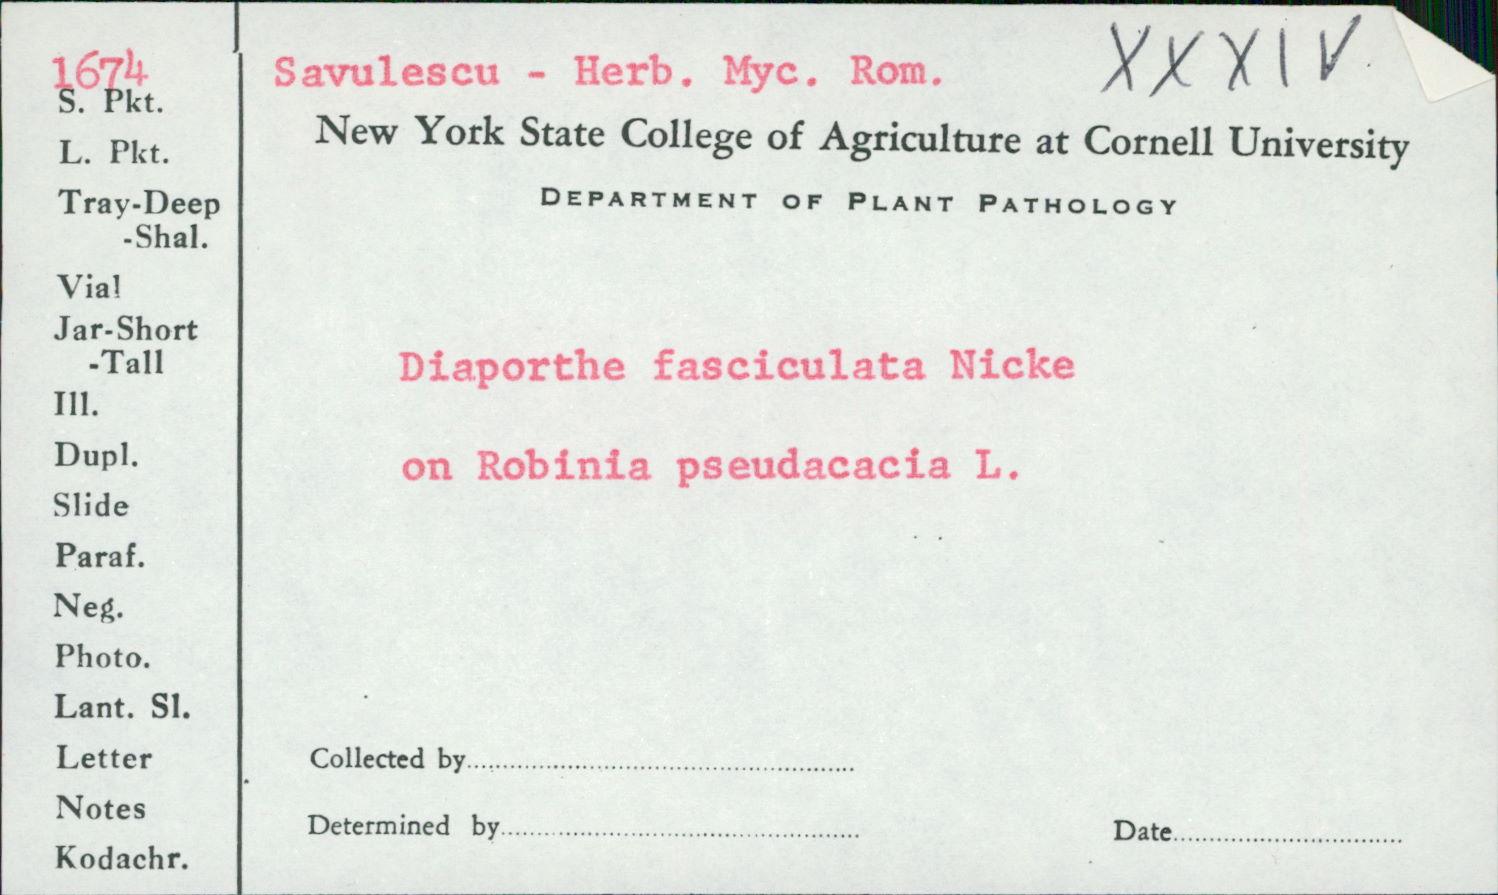 1674
S. Pkt.
L. Pkt.
Tray-Deep
-Shal.
Vial
Jar-Short
-Tall
Ill.
Dupl.
Slide
Paraf.
Neg.
Photo.
Lant. Sl.
Letter
Notes
Kodachr.
Savulescu - Herb. Myc. Rom. XXXIV
New York State College of Agriculture at Cornell University
DEPARTMENT OF PLANT PATHOLOGY
Diaporthe fasciculata Nicke
on Robinia pseudacacia L.
Collected by
Determined by
Date